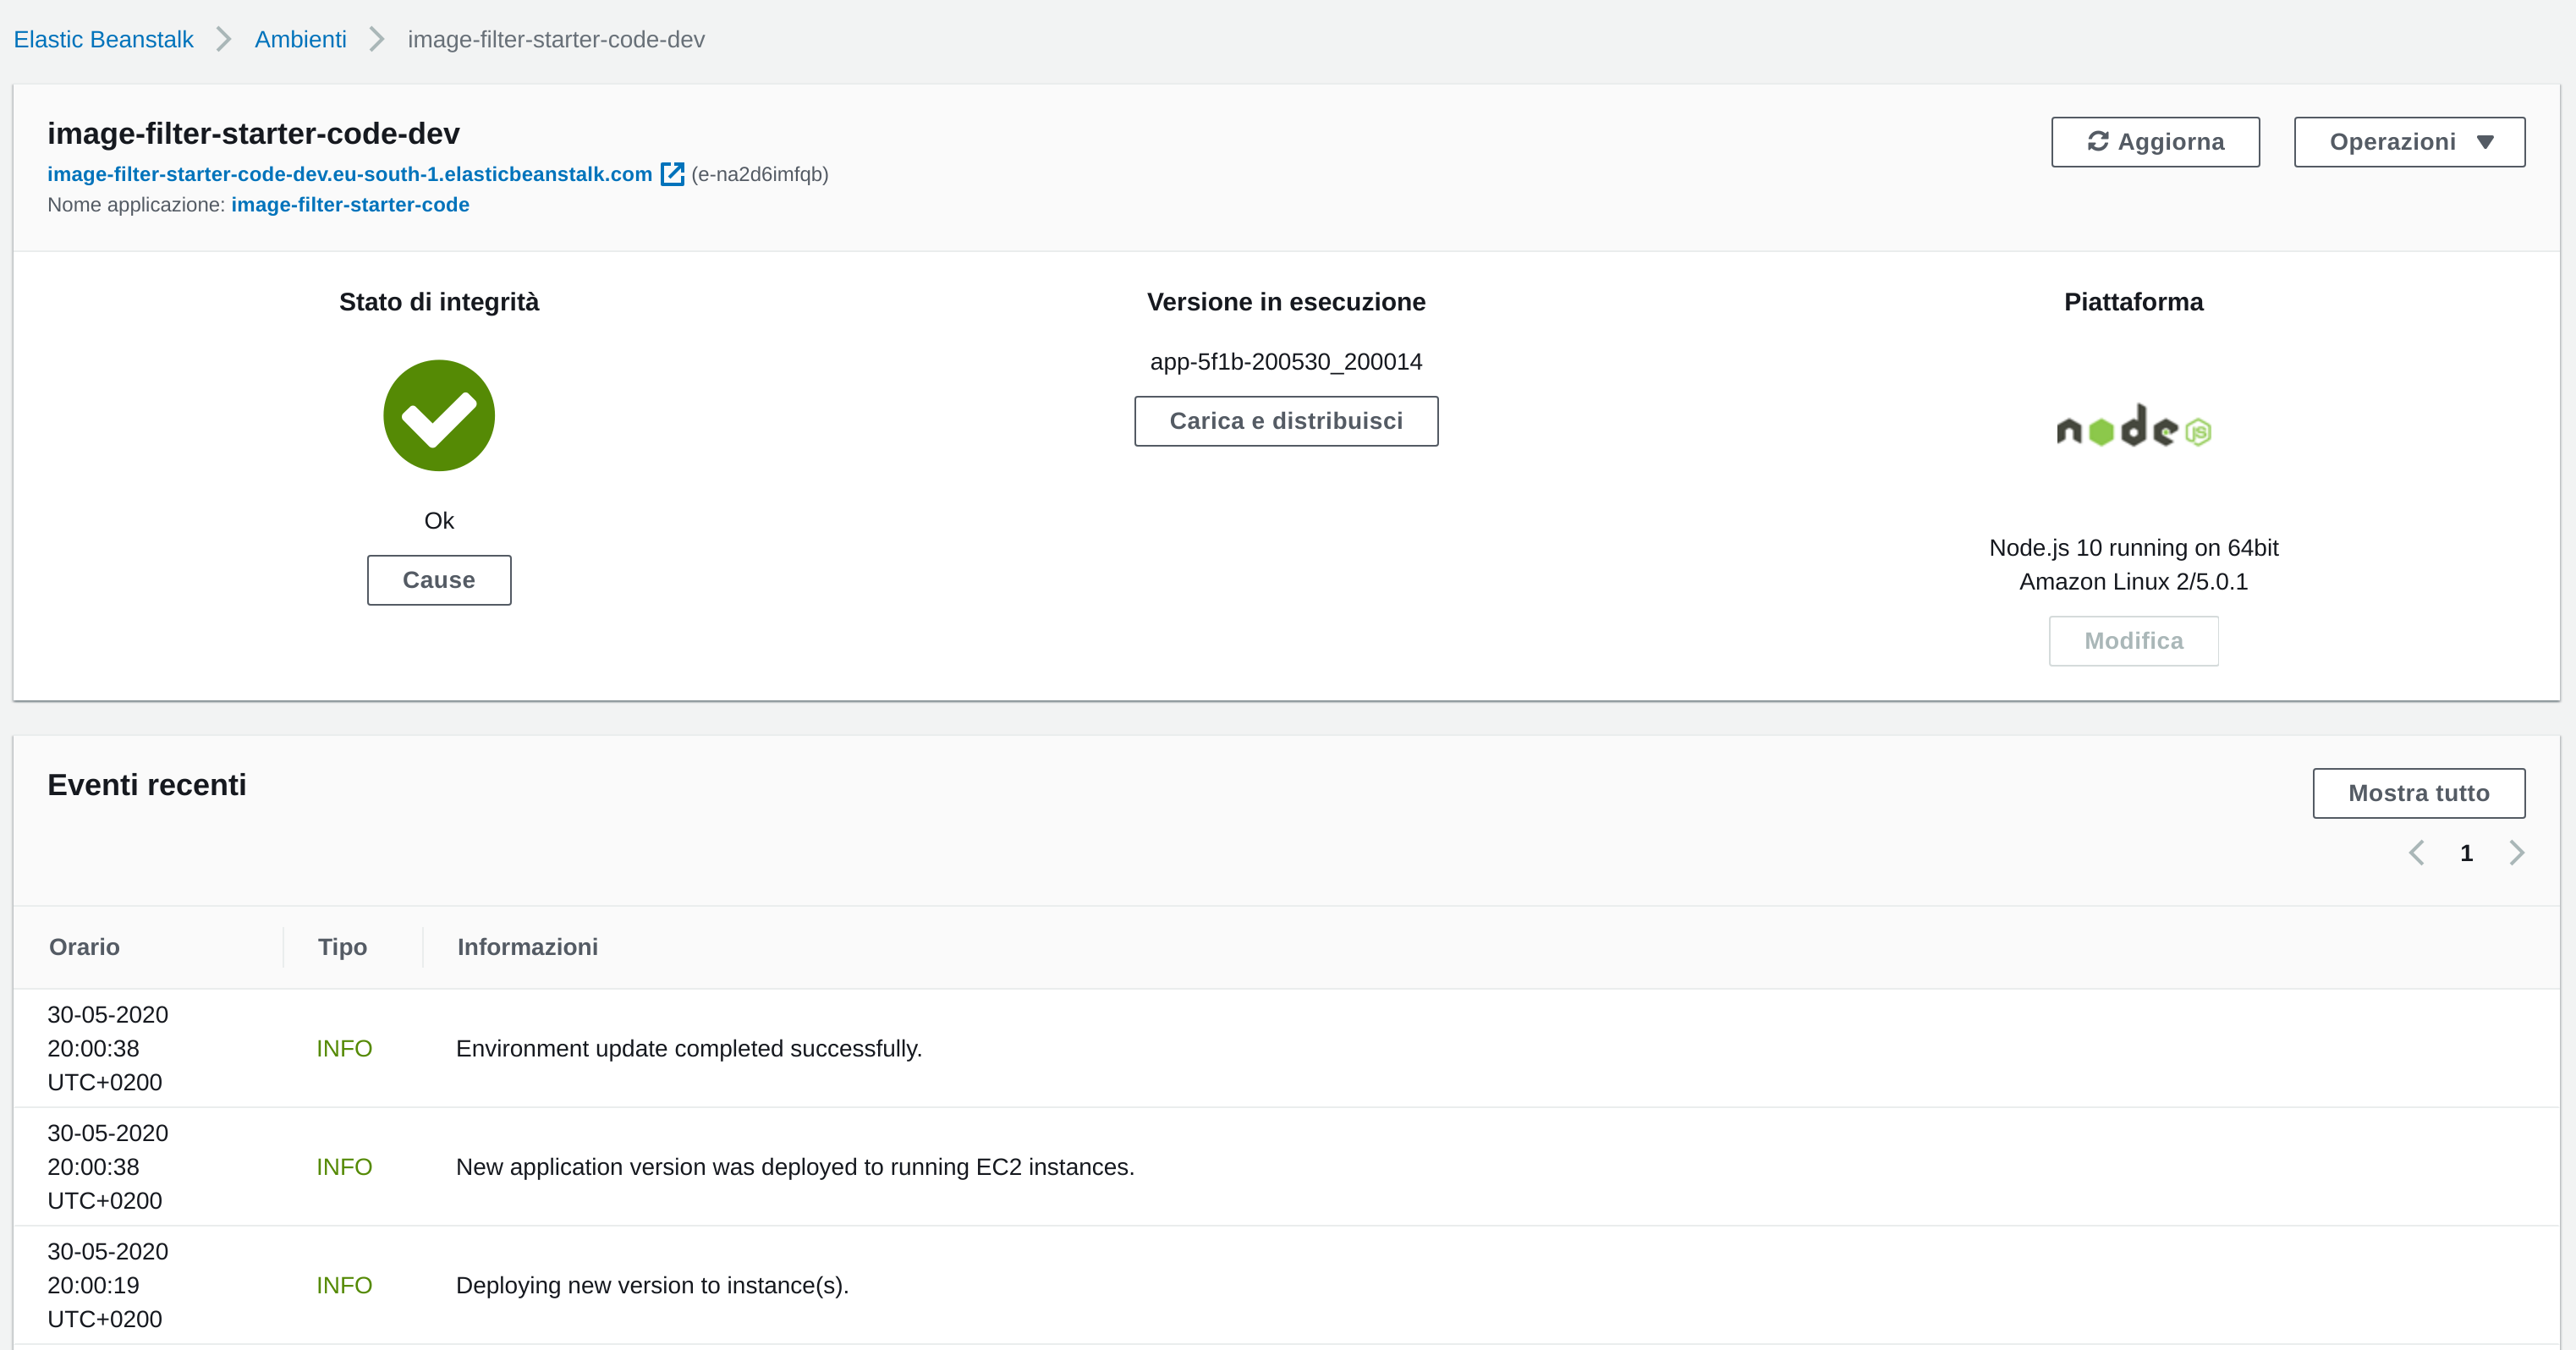 Elastic Beanstalk
Ambienti
image-filter-starter-code-dev
image-filter-starter-code-dev
image-filter-starter-code-dev.eu-south-1.elasticbeanstalk.com (e-na2d6imfqb)
Nome applicazione: image-filter-starter-code
Aggiorna
Operazioni
Stato di integrità
Ok
Cause
Versione in esecuzione
app-5f1b-200530_200014
Carica e distribuisci
Piattaforma
node JS
Node.js 10 running on 64bit
Amazon Linux 2/5.0.1
Modifica
Eventi recenti
Mostra tutto
1
Orario
Tipo
Informazioni
30-05-2020
20:00:38
UTC+0200
INFO
Environment update completed successfully.
30-05-2020
20:00:38
UTC+0200
INFO
New application version was deployed to running EC2 instances.
30-05-2020
20:00:19
UTC+0200
INFO
Deploying new version to instance(s).